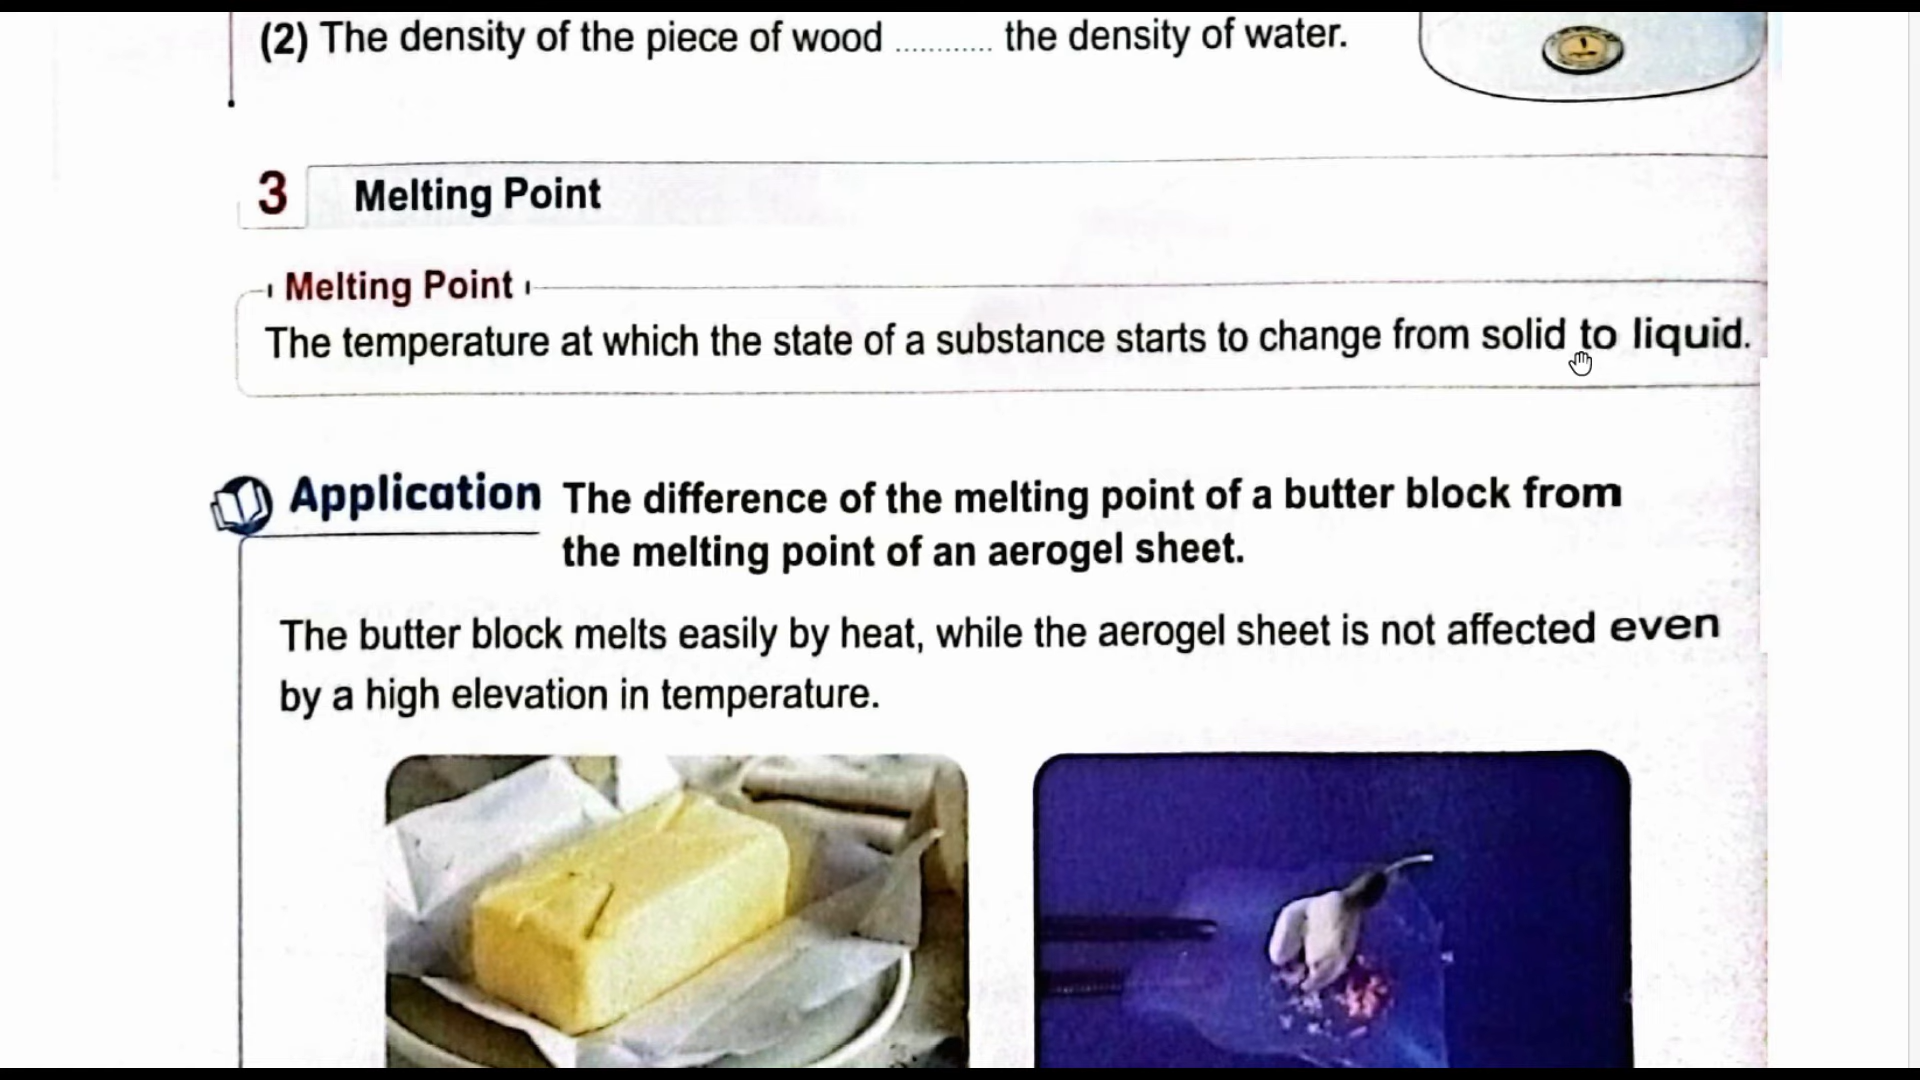 (2) The density of the piece of wood ............ the density of water.
3 Melting Point
Melting Point
The temperature at which the state of a substance starts to change from solid to liquid.
Application The difference of the melting point of a butter block from
the melting point of an aerogel sheet.
The butter block melts easily by heat, while the aerogel sheet is not affected even
by a high elevation in temperature.